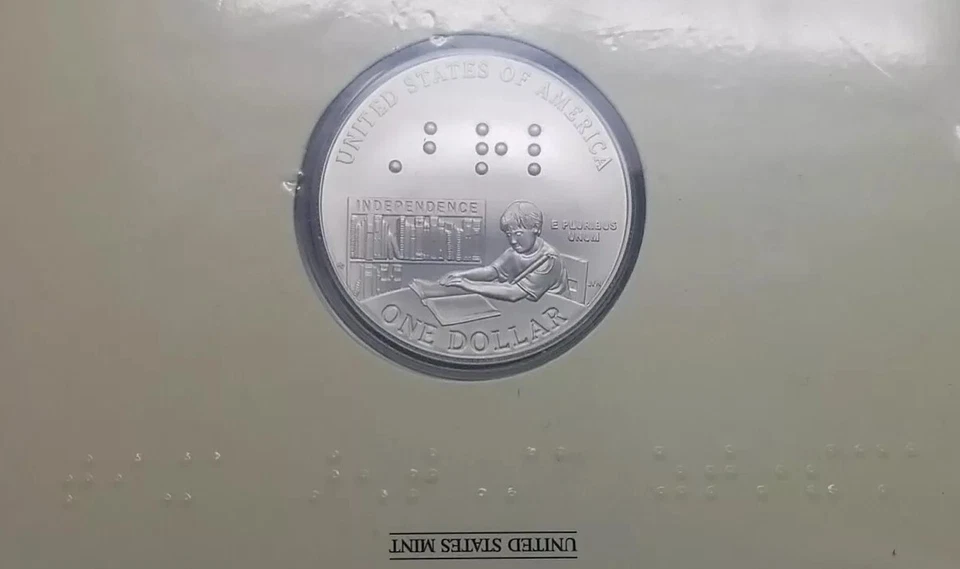 UNITED STATES OF AMERICA
⠠⠃⠗⠇
INDEPENDENCE
E PLURIBUS
UNUM
ONE DOLLAR
UNITED STATES MINT